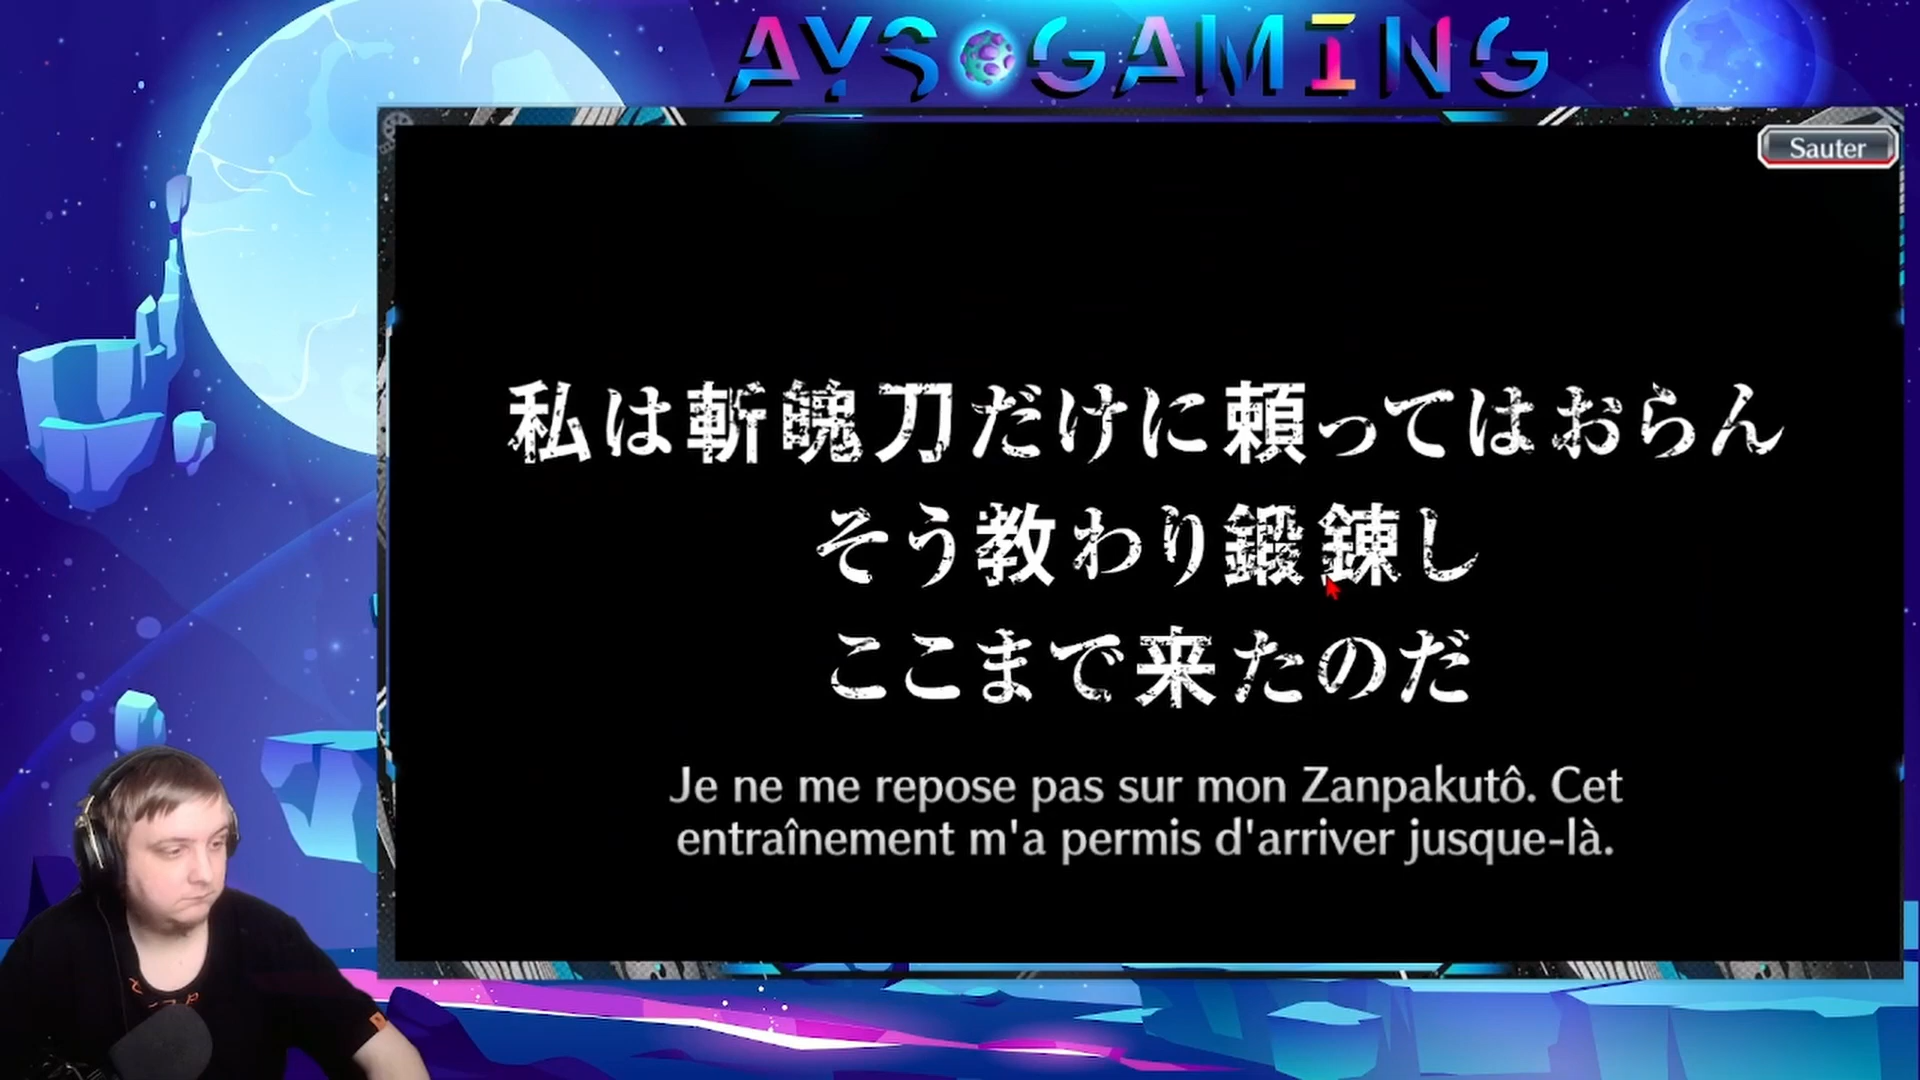 AYSOGAMING
Sauter
私は斬魄刀だけに頼ってはおらん
そう教わり鍛錬し
ここまで来たのだ
Je ne me repose pas sur mon Zanpakutô. Cet
entraînement m'a permis d'arriver jusque-là.